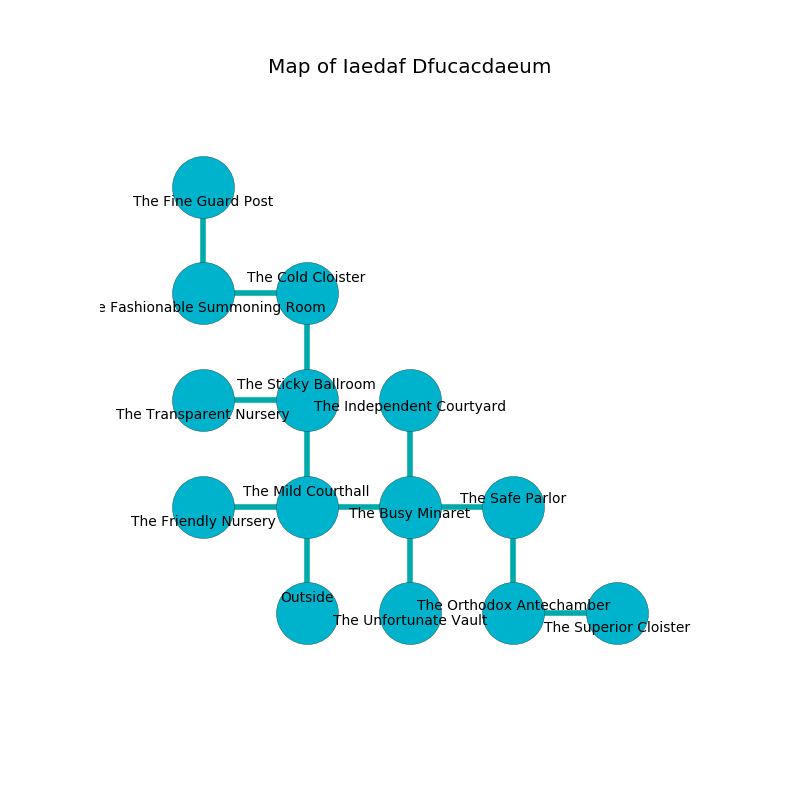 Map of Iaedaf Dfucacdaeum
The Fine Guard Post
The Cold Cloister
e Fashionable Summoning Room
The Sticky Ballroom
The Independent Courtyard
The Transparent Nursery
The Mild Courthall
The Safe Parlor
The Busy Minaret
The Friendly Nursery
Outside
The Orthodox Antechamber
The Unfortunate Vault
The Superior Cloister